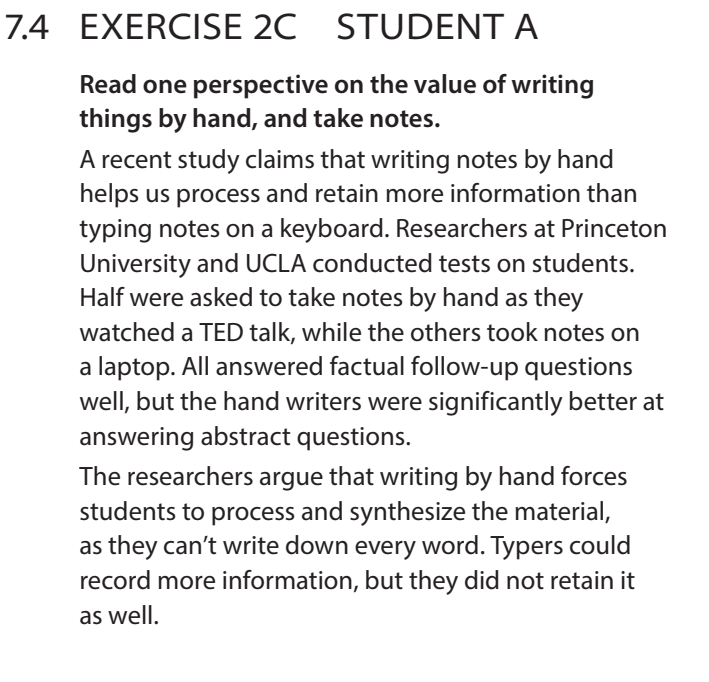 7.4 EXERCISE 2C STUDENT A
Read one perspective on the value of writing
things by hand, and take notes.
A recent study claims that writing notes by hand
helps us process and retain more information than
typing notes on a keyboard. Researchers at Princeton
University and UCLA conducted tests on students.
Half were asked to take notes by hand as they
watched a TED talk, while the others took notes on
a laptop. All answered factual follow-up questions
well, but the hand writers were significantly better at
answering abstract questions.
The researchers argue that writing by hand forces
students to process and synthesize the material,
as they can’t write down every word. Typers could
record more information, but they did not retain it
as well.